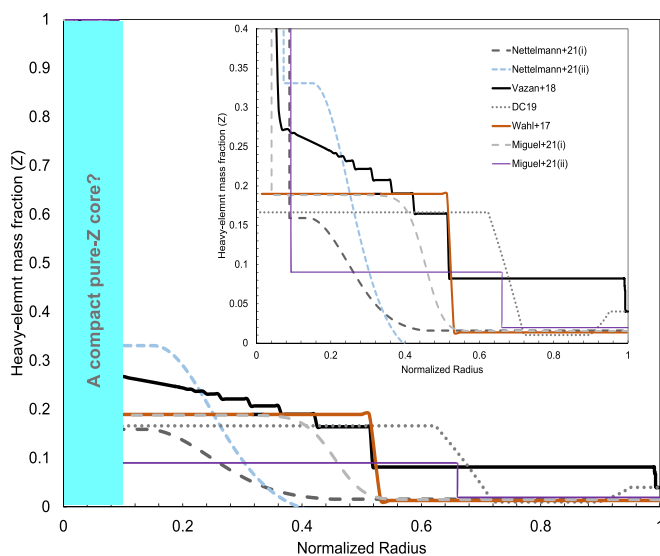 1
0.9
0.8
0.7
0.6
0.5
0.4
0.3
0.2
0.1
0
Heavy-elemnt mass fraction (Z)
A compact pure-Z core?
0
0.2
0.4
0.6
0.8
1
Normalized Radius
0.4
0.35
0.3
0.25
0.2
0.15
0.1
0.05
0
Heavy-elemnt mass fraction (Z)
0
0.2
0.4
0.6
0.8
1
Normalized Radius
Nettelmann+21(i)
Nettelmann+21(ii)
Vazan+18
DC19
Wahl+17
Miguel+21(i)
Miguel+21(ii)